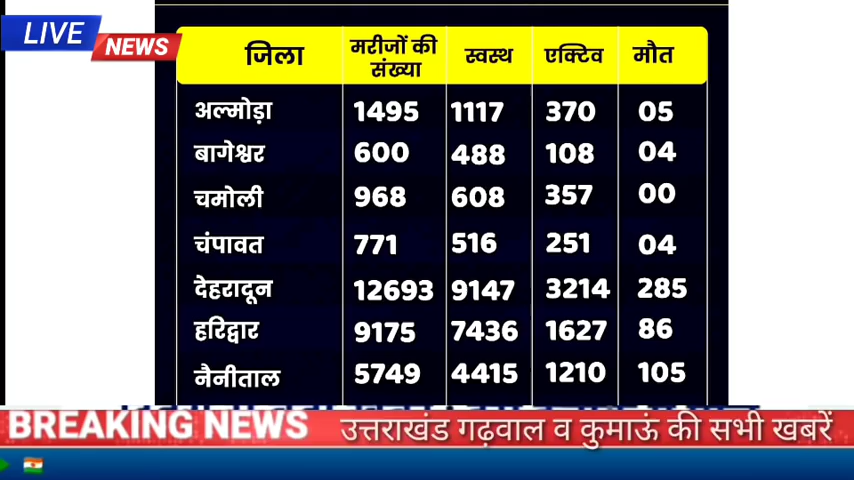 LIVE
NEWS
जिला मरीजों की संख्या स्वस्थ एक्टिव मौत
अल्मोड़ा 1495 1117 370 05
बागेश्वर 600 488 108 04
चमोली 968 608 357 00
चंपावत 771 516 251 04
देहरादून 12693 9147 3214 285
हरिद्वार 9175 7436 1627 86
नैनीताल 5749 4415 1210 105
BREAKING NEWS उत्तराखंड गढ़वाल व कुमाऊं की सभी खबरें